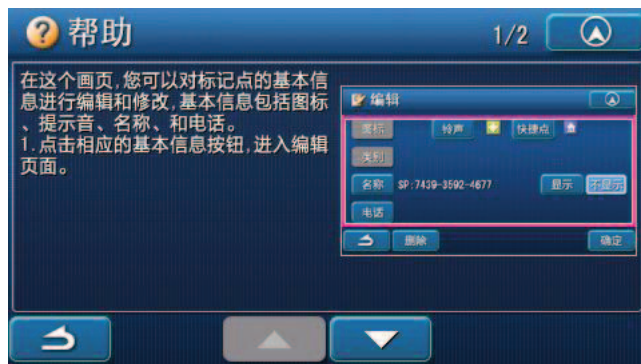 帮助
1/2
在这个画页,您可以对标记点的基本信
息进行编辑和修改,基本信息包括图标
、提示音、名称、和电话。
1.点击相应的基本信息按钮,进入编辑
页面。
编辑
图标 铃声 快捷点
类别
名称 SP:7439-3592-4677 显示 不显示
电话
删除 确定